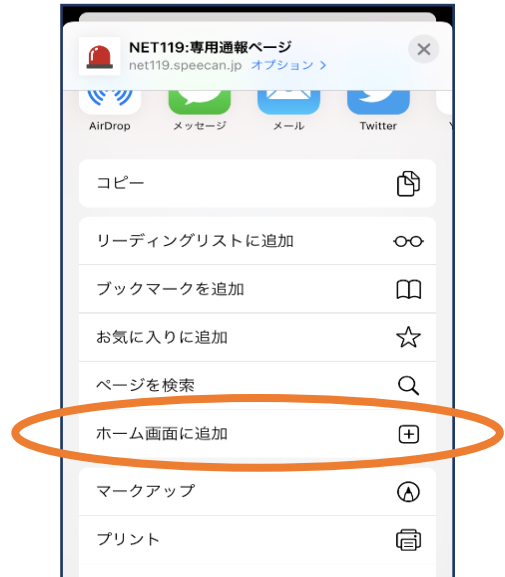 NET119:専用通報ページ
net119.speecan.jp オプション >
AirDrop メッセージ メール Twitter
コピー
リーディングリストに追加
ブックマークを追加
お気に入りに追加
ページを検索
ホーム画面に追加
マークアップ
プリント